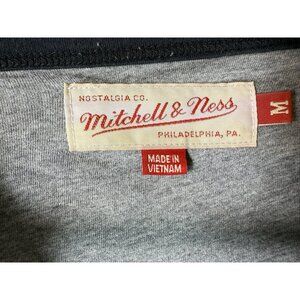 NOSTALGIA CO.
Mitchell & Ness
PHILADELPHIA, PA.
M
MADE IN
VIETNAM